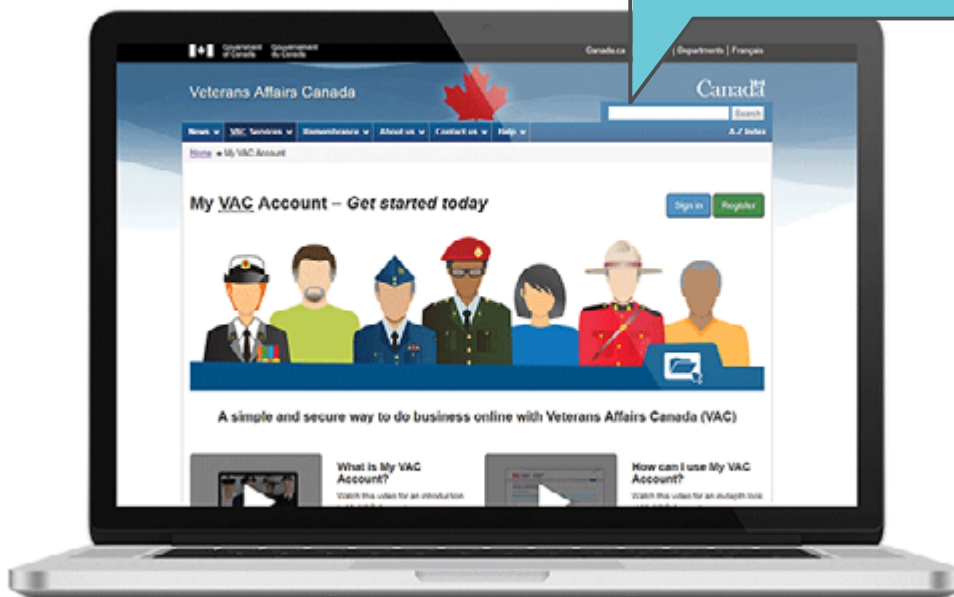 Government Gouvernement
of Canada du Canada
Canada.ca | Departments | Français
Veterans Affairs Canada
Canada
Search
News VAC Services Remembrance About us Contact us Help
A-Z Index
Home My VAC Account
My VAC Account – Get started today
Sign in Register
A simple and secure way to do business online with Veterans Affairs Canada (VAC)
What is My VAC
Account?
Watch this video for an introduction
How can I use My VAC
Account?
Watch this video for an in-depth look